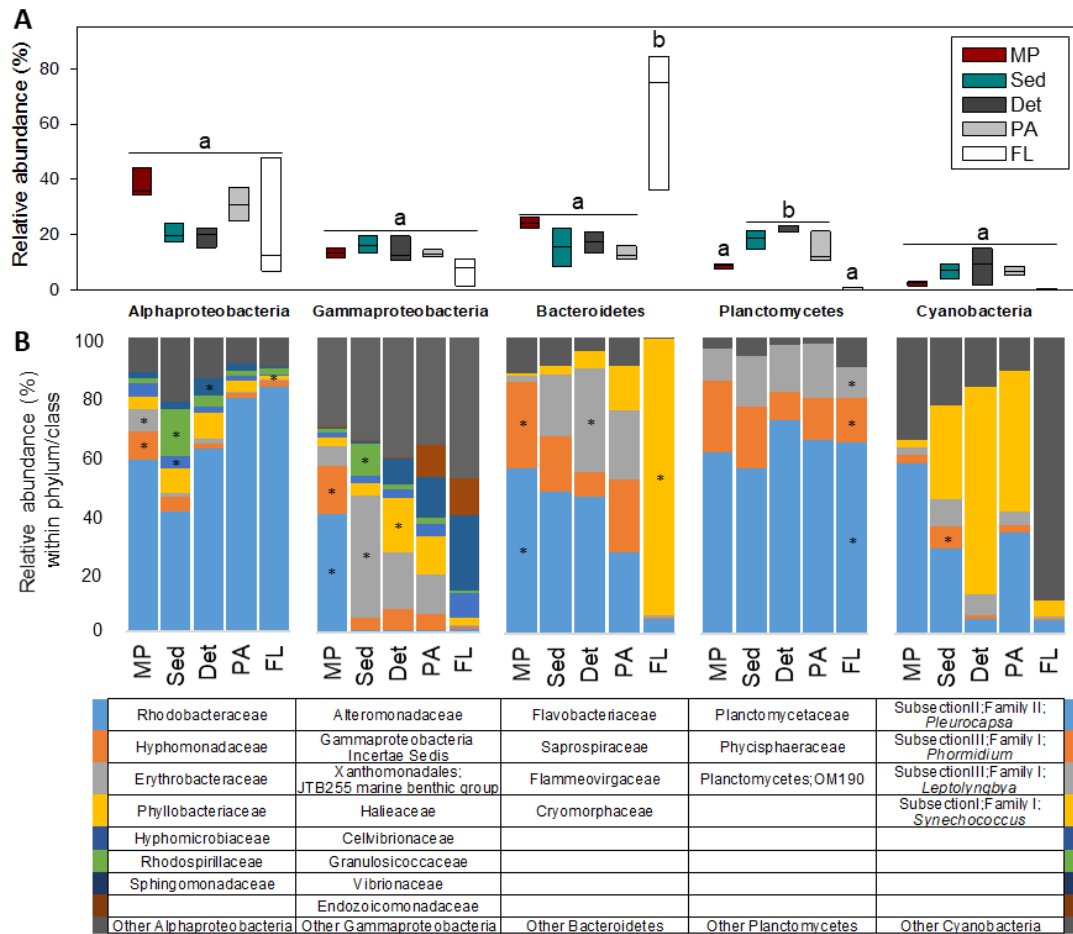 A
Relative abundance (%)
80
60
40
20
0
a
a
a
b
a
b
a
a
MP
Sed
Det
PA
FL
Alphaproteobacteria
Gammaproteobacteria
Bacteroidetes
Planctomycetes
Cyanobacteria
B
Relative abundance (%)
within phylum/class
100
80
60
40
20
0
* * * * * *
* * * *
* * *
* * *
*
MP Sed Det PA FL
MP Sed Det PA FL
MP Sed Det PA FL
MP Sed Det PA FL
MP Sed Det PA FL
Rhodobacteraceae
Alteromonadaceae
Flavobacteriaceae
Planctomycetaceae
SubsectionII;Family II;
Pleurocapsa
Hyphomonadaceae
Gammaproteobacteria
Incertae Sedis
Saprospiraceae
Phycisphaeraceae
SubsectionIII;Family I;
Phormidium
Erythrobacteraceae
Xanthomonadales;
JTB255 marine benthic group
Flammeovirgaceae
Planctomycetes;OM190
SubsectionIII;Family I;
Leptolyngbya
Phyllobacteriaceae
Halieaceae
Cryomorphaceae
SubsectionI;Family I;
Synechococcus
Hyphomicrobiaceae
Cellvibrionaceae
Rhodospirillaceae
Granulosicoccaceae
Sphingomonadaceae
Vibrionaceae
Endozoicomonadaceae
Other Alphaproteobacteria
Other Gammaproteobacteria
Other Bacteroidetes
Other Planctomycetes
Other Cyanobacteria